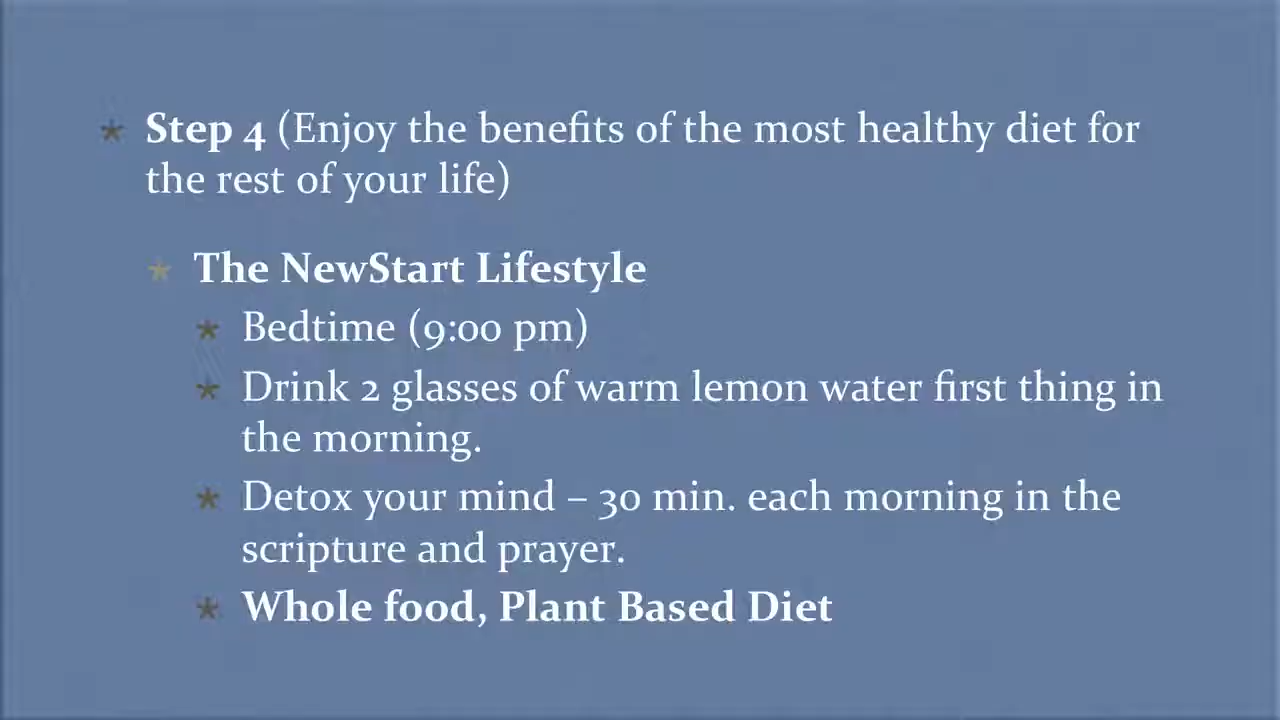 Step 4 (Enjoy the benefits of the most healthy diet for
the rest of your life)
The NewStart Lifestyle
Bedtime (9:00 pm)
Drink 2 glasses of warm lemon water first thing in
the morning.
Detox your mind – 30 min. each morning in the
scripture and prayer.
Whole food, Plant Based Diet